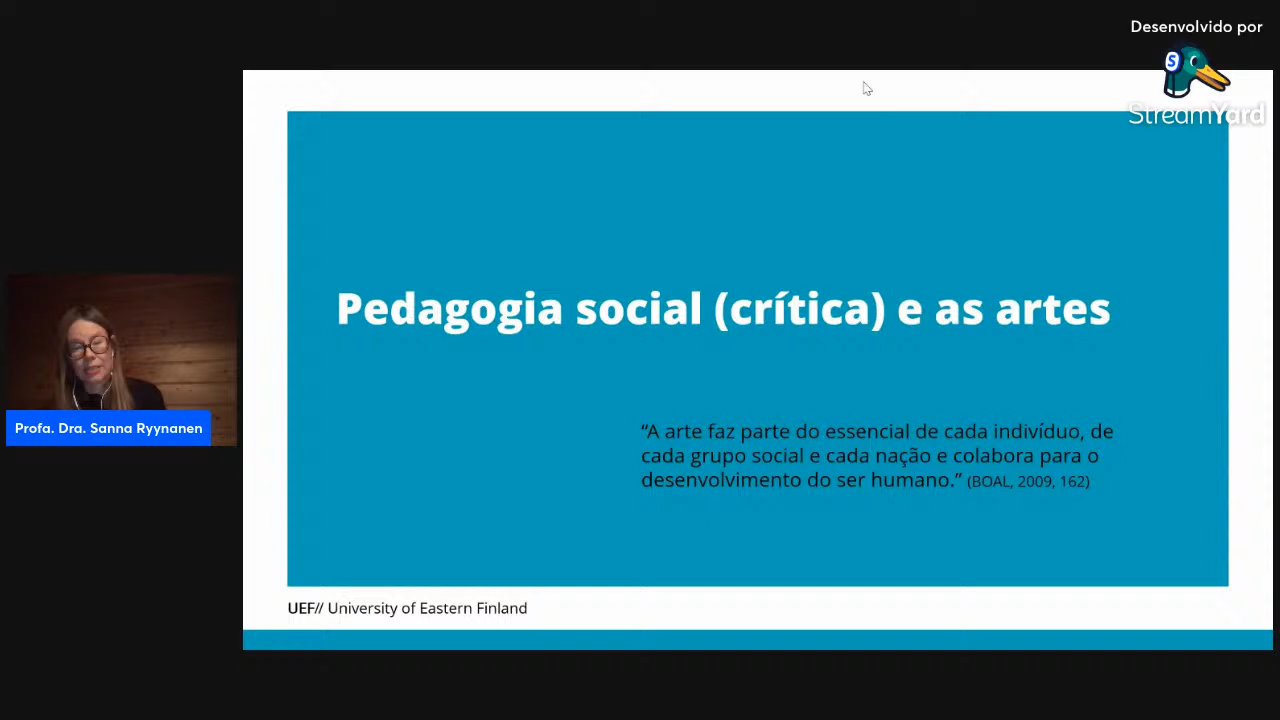 Desenvolvido por
S
StreamYard
Pedagogia social (crítica) e as artes
“A arte faz parte do essencial de cada indivíduo, de
cada grupo social e cada nação e colabora para o
desenvolvimento do ser humano.” (BOAL, 2009, 162)
Profa. Dra. Sanna Ryynanen
UEF// University of Eastern Finland